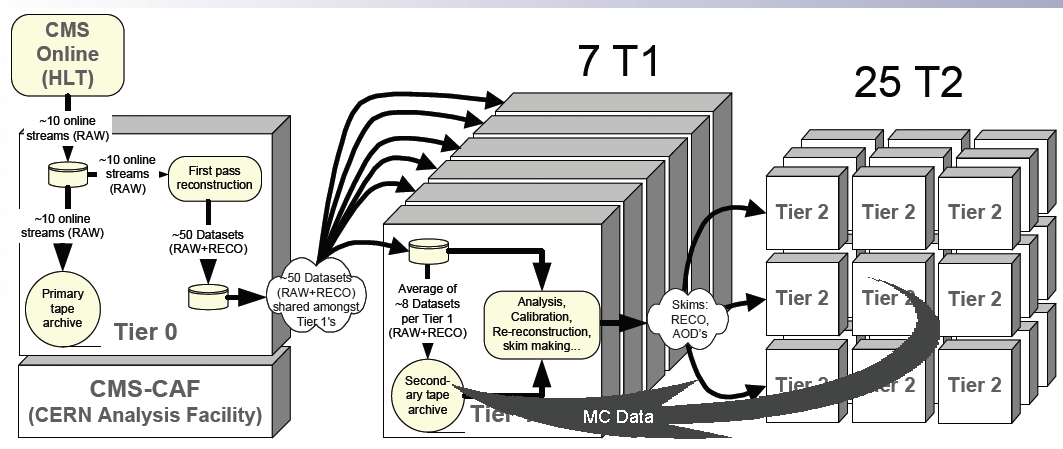 CMS
Online
(HLT)
~10 online
streams (RAW)
~10 online
streams
(RAW)
First pass
reconstruction
~10 online
streams (RAW)
~50 Datasets
(RAW+RECO)
Primary
tape
archive
Tier 0
CMS-CAF
(CERN Analysis Facility)
~50 Datasets
(RAW+RECO)
shared amongst
Tier 1's
7 T1
Average of
~8 Datasets
per Tier 1
(RAW+RECO)
Analysis,
Calibration,
Re-reconstruction,
skim making...
Second-
ary tape
archive
Tier
MC Data
Skims:
RECO,
AOD's
25 T2
Tier 2
Tier 2
Tier 2
Tier 2
Tier 2
Tier 2
Tier 2
Tier 2
Tier 2